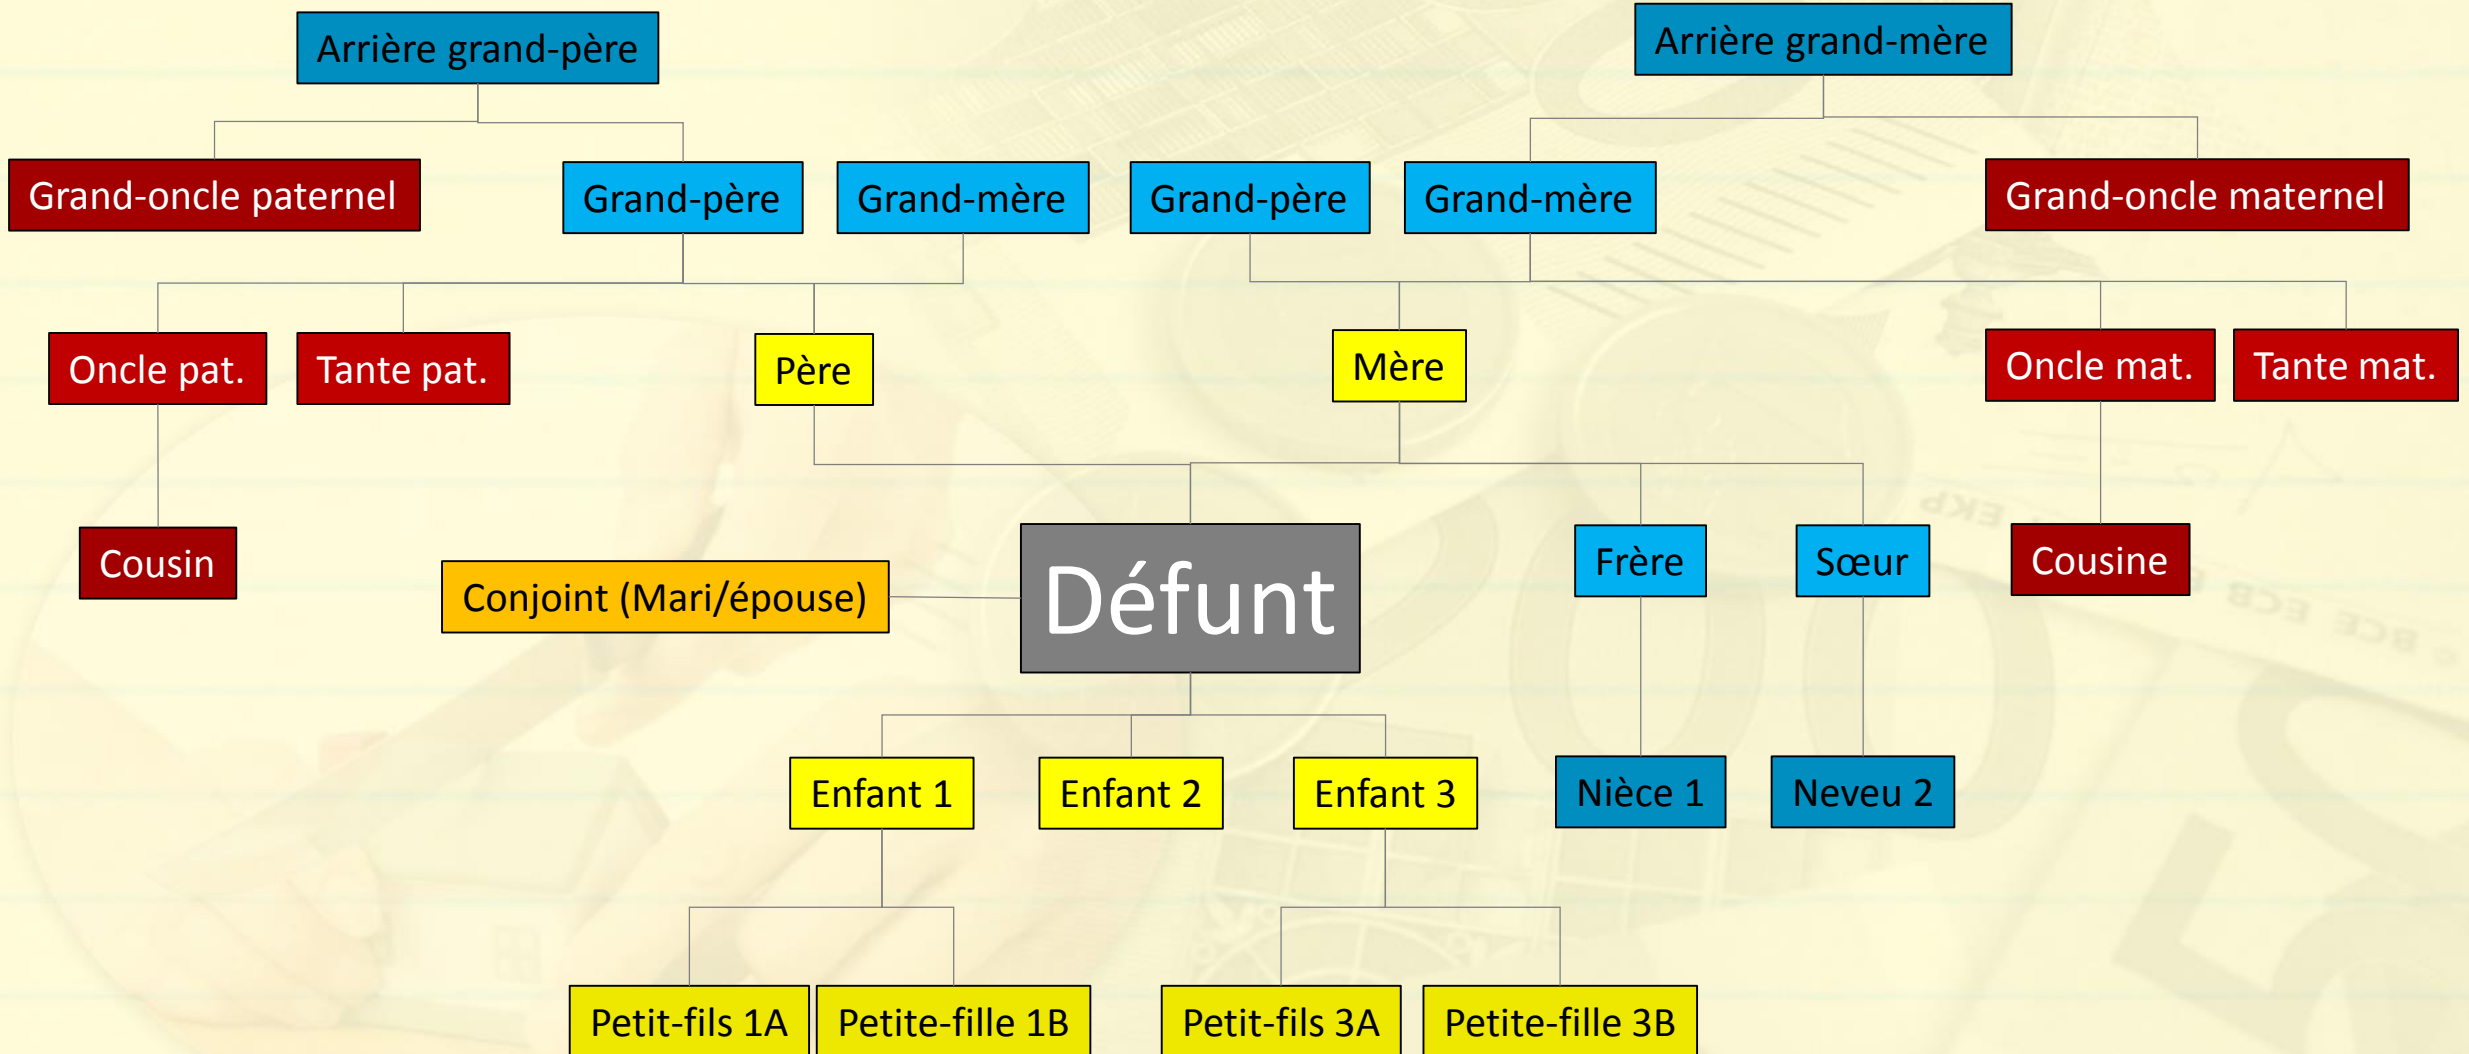 Arrière grand-père
Arrière grand-mère
Grand-oncle paternel
Grand-père
Grand-mère
Grand-père
Grand-mère
Grand-oncle maternel
Oncle pat.
Tante pat.
Père
Mère
Oncle mat.
Tante mat.
Cousin
Conjoint (Mari/épouse)
Défunt
Frère
Sœur
Cousine
Enfant 1
Enfant 2
Enfant 3
Nièce 1
Neveu 2
Petit-fils 1A
Petite-fille 1B
Petit-fils 3A
Petite-fille 3B